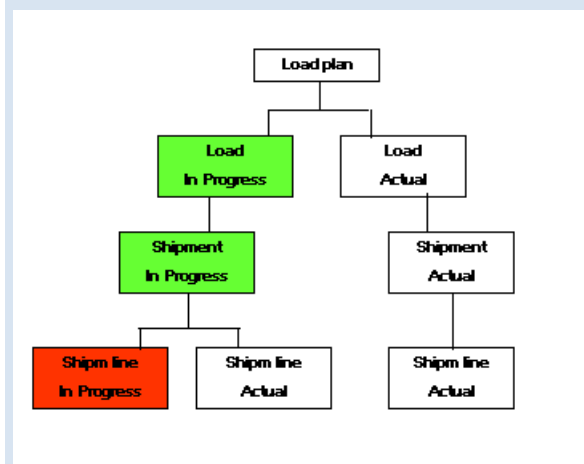 Load plan
Load
In Progress
Load
Actual
Shipment
In Progress
Shipment
Actual
Shipm line
In Progress
Shipm line
Actual
Shipm line
Actual